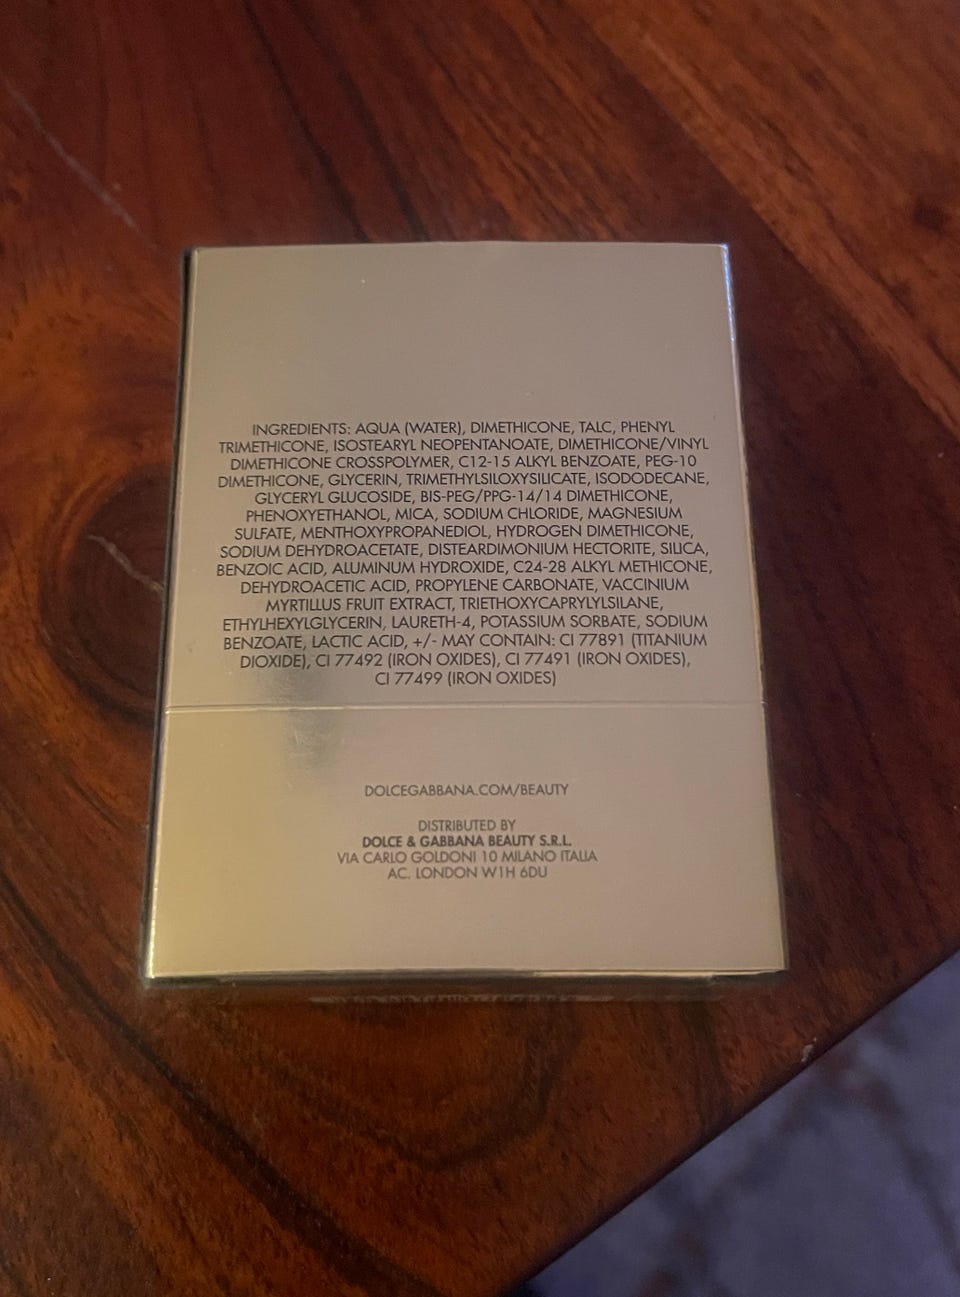 INGREDIENTS: AQUA (WATER), DIMETHICONE, TALC, PHENYL
TRIMETHICONE, ISOSTEARYL NEOPENTANOATE, DIMETHICONE/VINYL
DIMETHICONE CROSSPOLYMER, C12-15 ALKYL BENZOATE, PEG-10
DIMETHICONE, GLYCERIN, TRIMETHYLSILOXYSILICATE, ISODODECANE,
GLYCERYL GLUCOSIDE, BIS-PEG/PPG-14/14 DIMETHICONE,
PHENOXYETHANOL, MICA, SODIUM CHLORIDE, MAGNESIUM
SULFATE, MENTHOXYPROPANEDIOL, HYDROGEN DIMETHICONE,
SODIUM DEHYDROACETATE, DISTEARDIMONIUM HECTORITE, SILICA,
BENZOIC ACID, ALUMINUM HYDROXIDE, C24-28 ALKYL METHICONE,
DEHYDROACETIC ACID, PROPYLENE CARBONATE, VACCINIUM
MYRTILLUS FRUIT EXTRACT, TRIETHOXYCAPRYLYLSILANE,
ETHYLHEXYLGLYCERIN, LAURETH-4, POTASSIUM SORBATE, SODIUM
BENZOATE, LACTIC ACID, +/- MAY CONTAIN: CI 77891 (TITANIUM
DIOXIDE), CI 77492 (IRON OXIDES), CI 77491 (IRON OXIDES),
CI 77499 (IRON OXIDES)
DOLCEGABBANA.COM/BEAUTY
DISTRIBUTED BY
DOLCE & GABBANA BEAUTY S.R.L.
VIA CARLO GOLDONI 10 MILANO ITALIA
AC. LONDON W1H 6DU